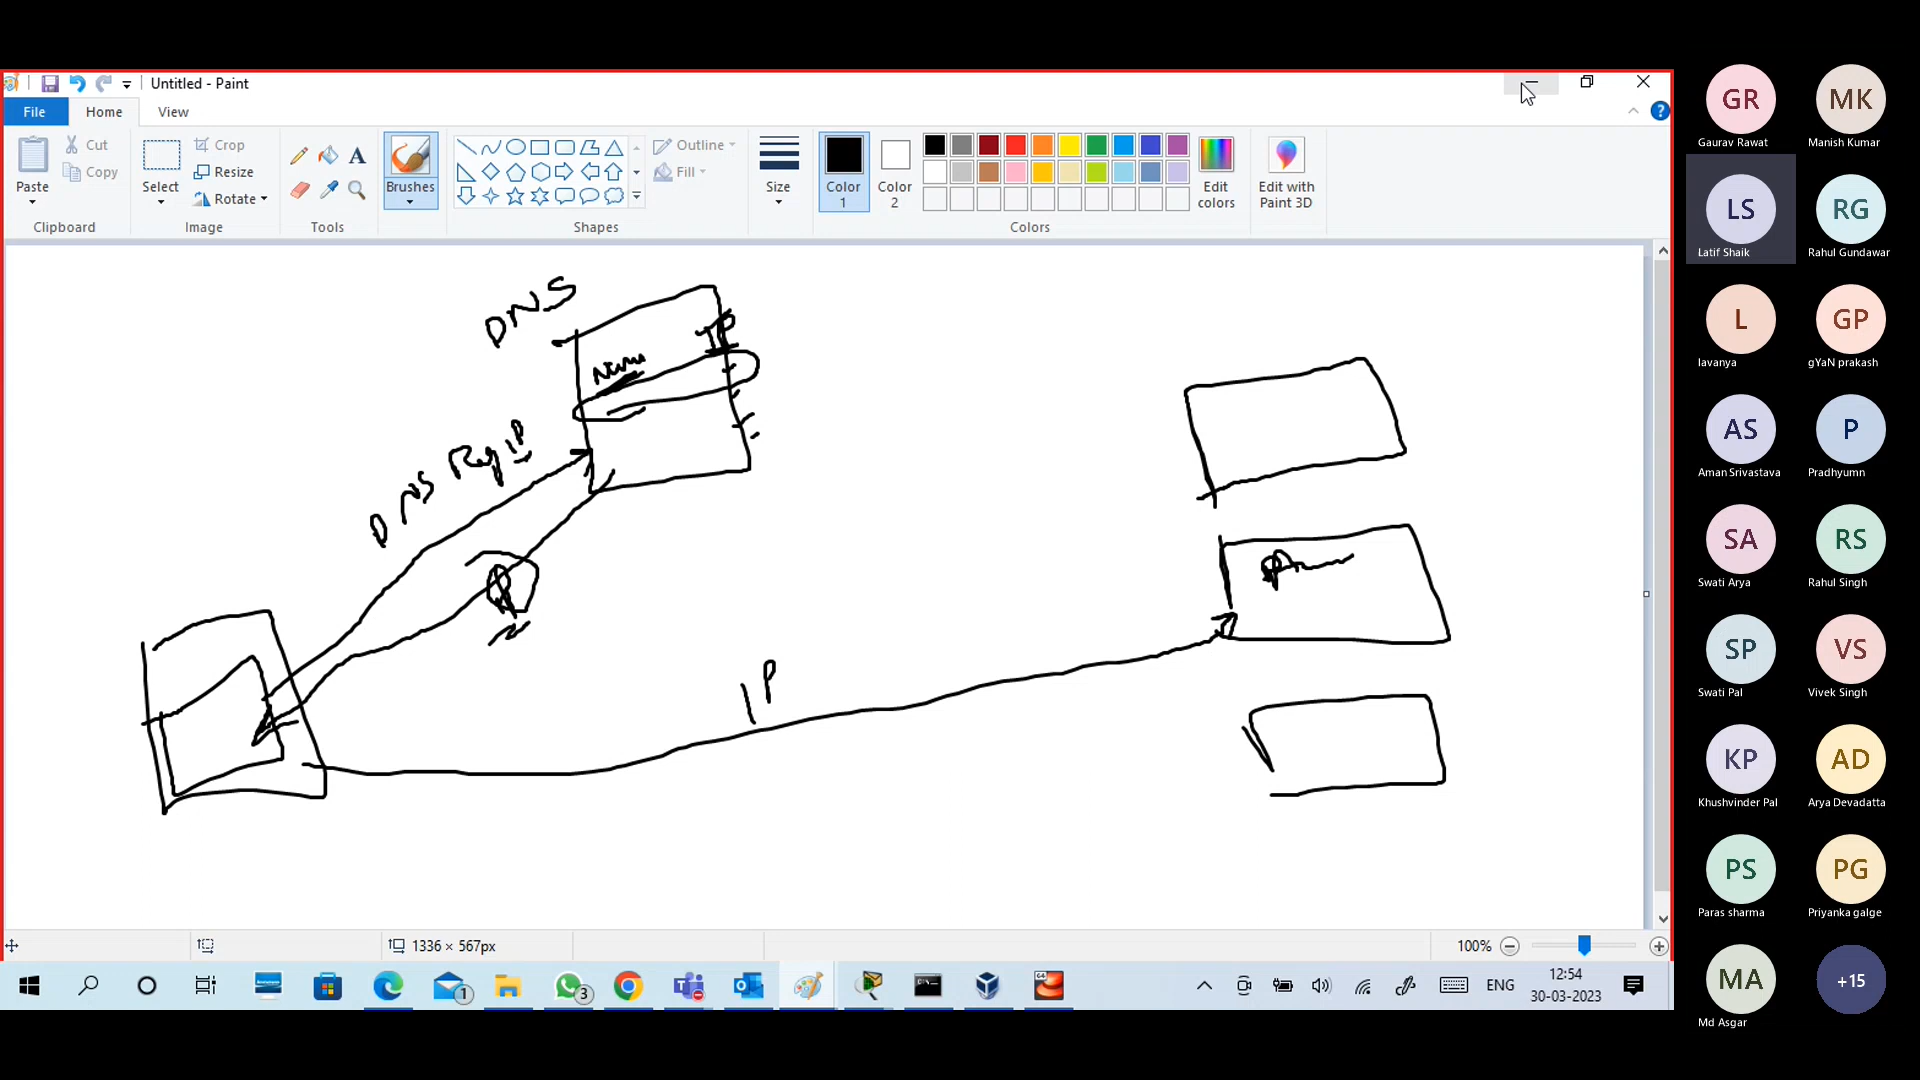 Untitled - Paint
File Home View
Paste
Cut
Copy
Clipboard
Select
Crop
Resize
Rotate
Image
Tools
Brushes
Shapes
Outline
Fill
Size
Color 1
Color 2
Edit colors
Edit with Paint 3D
Colors
DNS
IP
Name
DNS Req
IP
1336 × 567px
100%
1
3
64
ENG
12:54
30-03-2023
GR
Gaurav Rawat
MK
Manish Kumar
LS
Latif Shaik
RG
Rahul Gundawar
L
lavanya
GP
gYaN prakash
AS
Aman Srivastava
P
Pradhyumn
SA
Swati Arya
RS
Rahul Singh
SP
Swati Pal
VS
Vivek Singh
KP
Khushvinder Pal
AD
Arya Devadatta
PS
Paras sharma
PG
Priyanka galge
MA
Md Asgar
+15